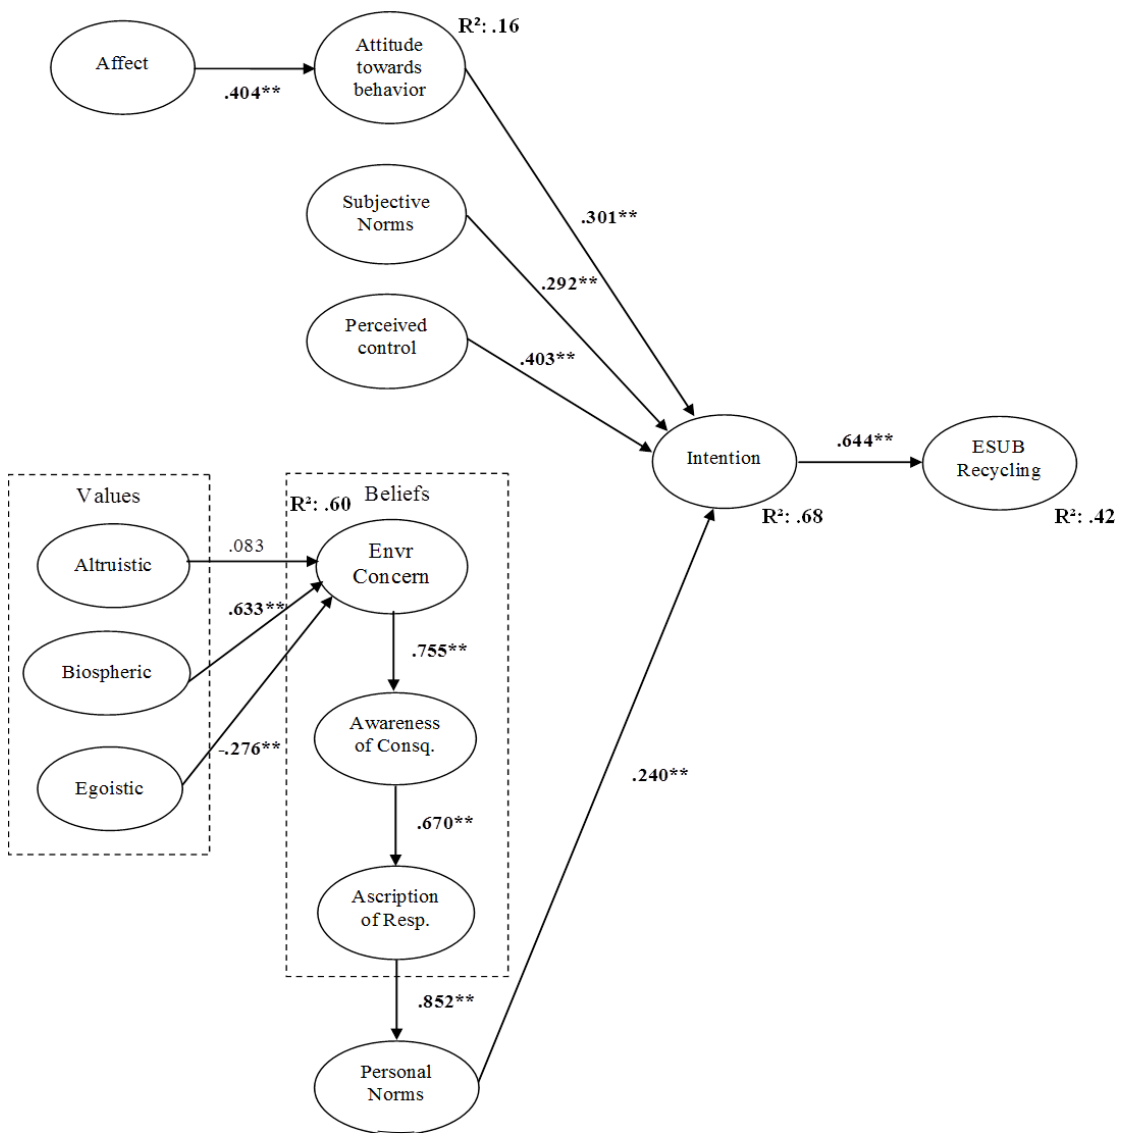 Affect
.404**
Attitude
towards
behavior
R²: .16
Subjective
Norms
.301**
.292**
Perceived
control
.403**
Intention
R²: .68
.644**
ESUB
Recycling
R²: .42
Values
Altruistic
Biospheric
Egoistic
.083
.633**
-.276**
Beliefs
R²: .60
Envr
Concern
.755**
Awareness
of Consq.
.670**
Ascription
of Resp.
.852**
Personal
Norms
.240**